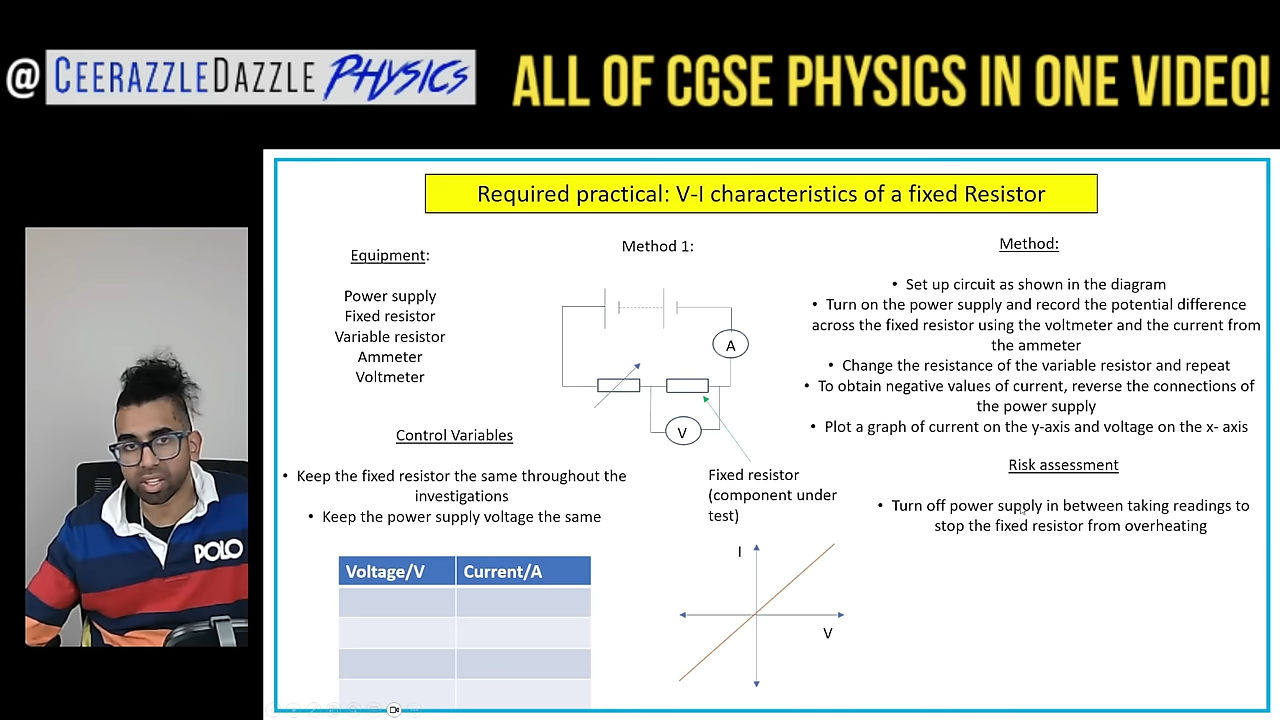 @ CEERAZZLEDAZZLE PHYSICS
ALL OF CGSE PHYSICS IN ONE VIDEO!
Required practical: V-I characteristics of a fixed Resistor
Equipment:
Power supply
Fixed resistor
Variable resistor
Ammeter
Voltmeter
Control Variables
• Keep the fixed resistor the same throughout the
investigations
• Keep the power supply voltage the same
Voltage/V Current/A
Method 1:
A
V
Fixed resistor
(component under
test)
I
V
Method:
• Set up circuit as shown in the diagram
• Turn on the power supply and record the potential difference
across the fixed resistor using the voltmeter and the current from
the ammeter
• Change the resistance of the variable resistor and repeat
• To obtain negative values of current, reverse the connections of
the power supply
• Plot a graph of current on the y-axis and voltage on the x- axis
Risk assessment
• Turn off power supply in between taking readings to
stop the fixed resistor from overheating
POLO